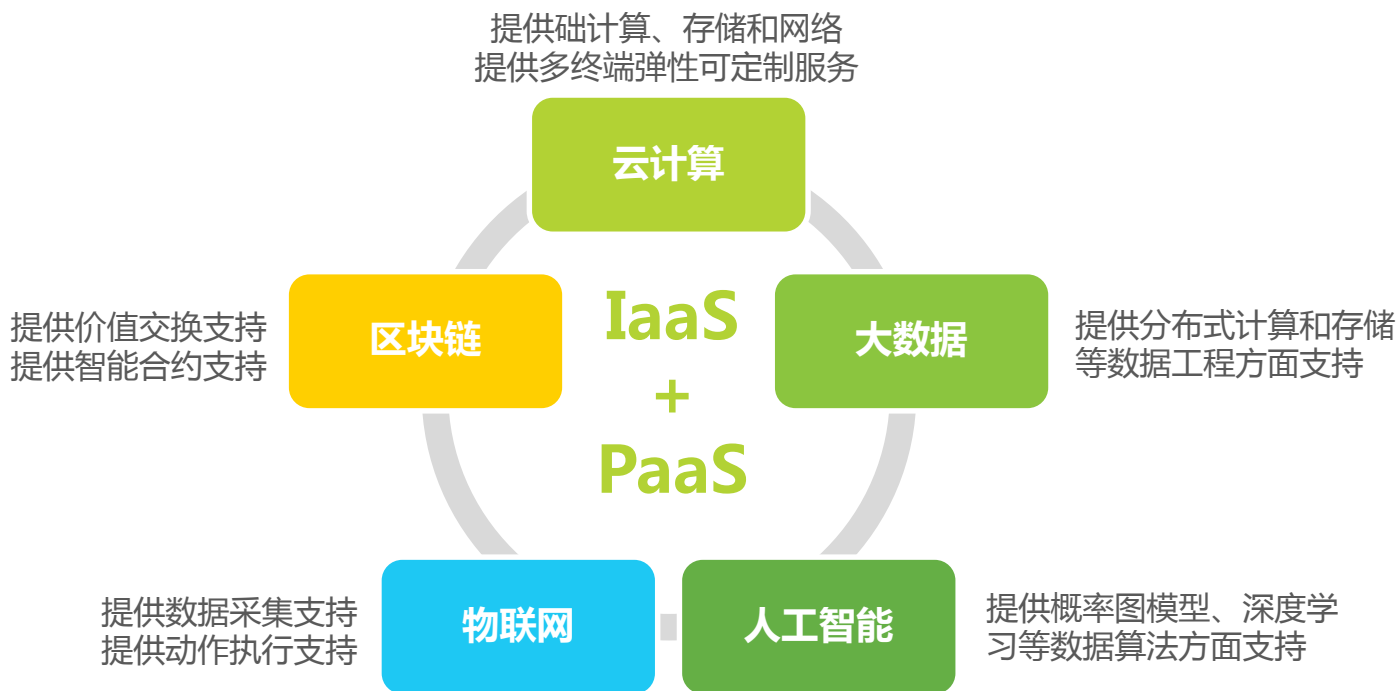 提供础计算、存储和网络
提供多终端弹性可定制服务
云计算
提供价值交换支持
提供智能合约支持
区块链
IaaS
+
PaaS
大数据
提供分布式计算和存储
等数据工程方面支持
提供数据采集支持
提供动作执行支持
物联网
人工智能
提供概率图模型、深度学
习等数据算法方面支持